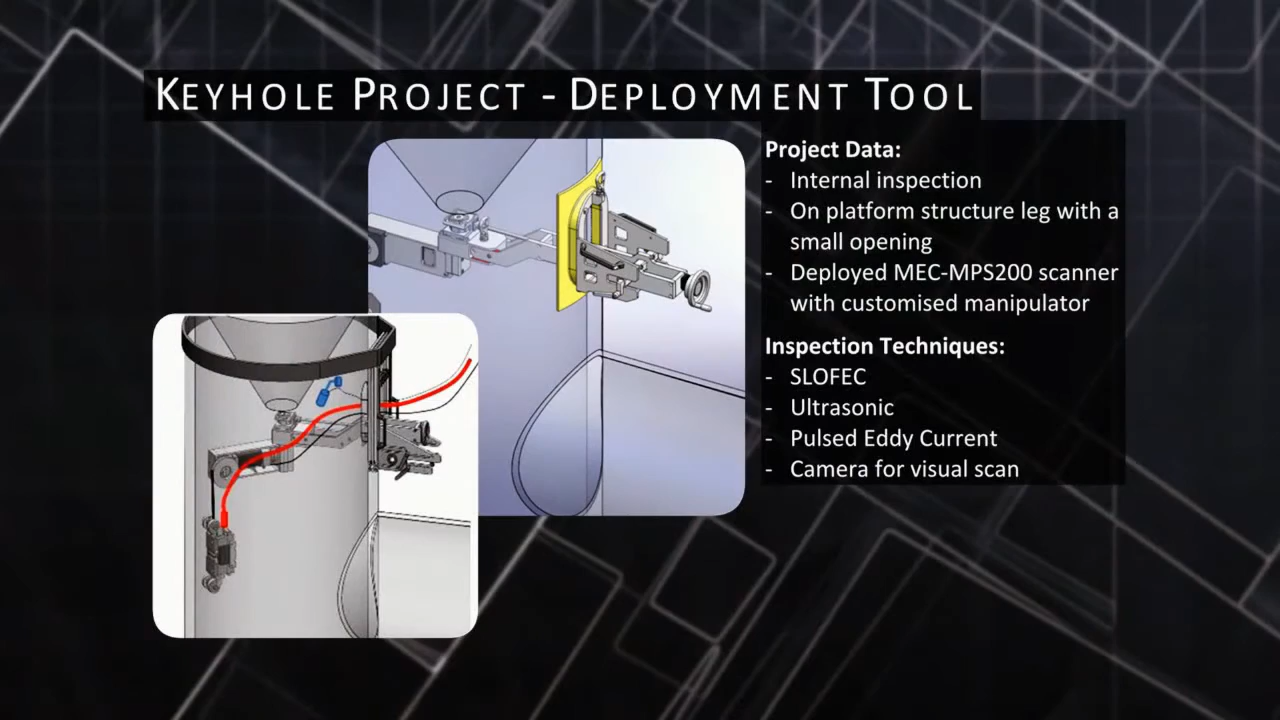 KEYHOLE PROJECT - DEPLOYMENT TOOL
Project Data:
- Internal inspection
- On platform structure leg with a
small opening
- Deployed MEC-MPS200 scanner
with customised manipulator
Inspection Techniques:
- SLOFEC
- Ultrasonic
- Pulsed Eddy Current
- Camera for visual scan